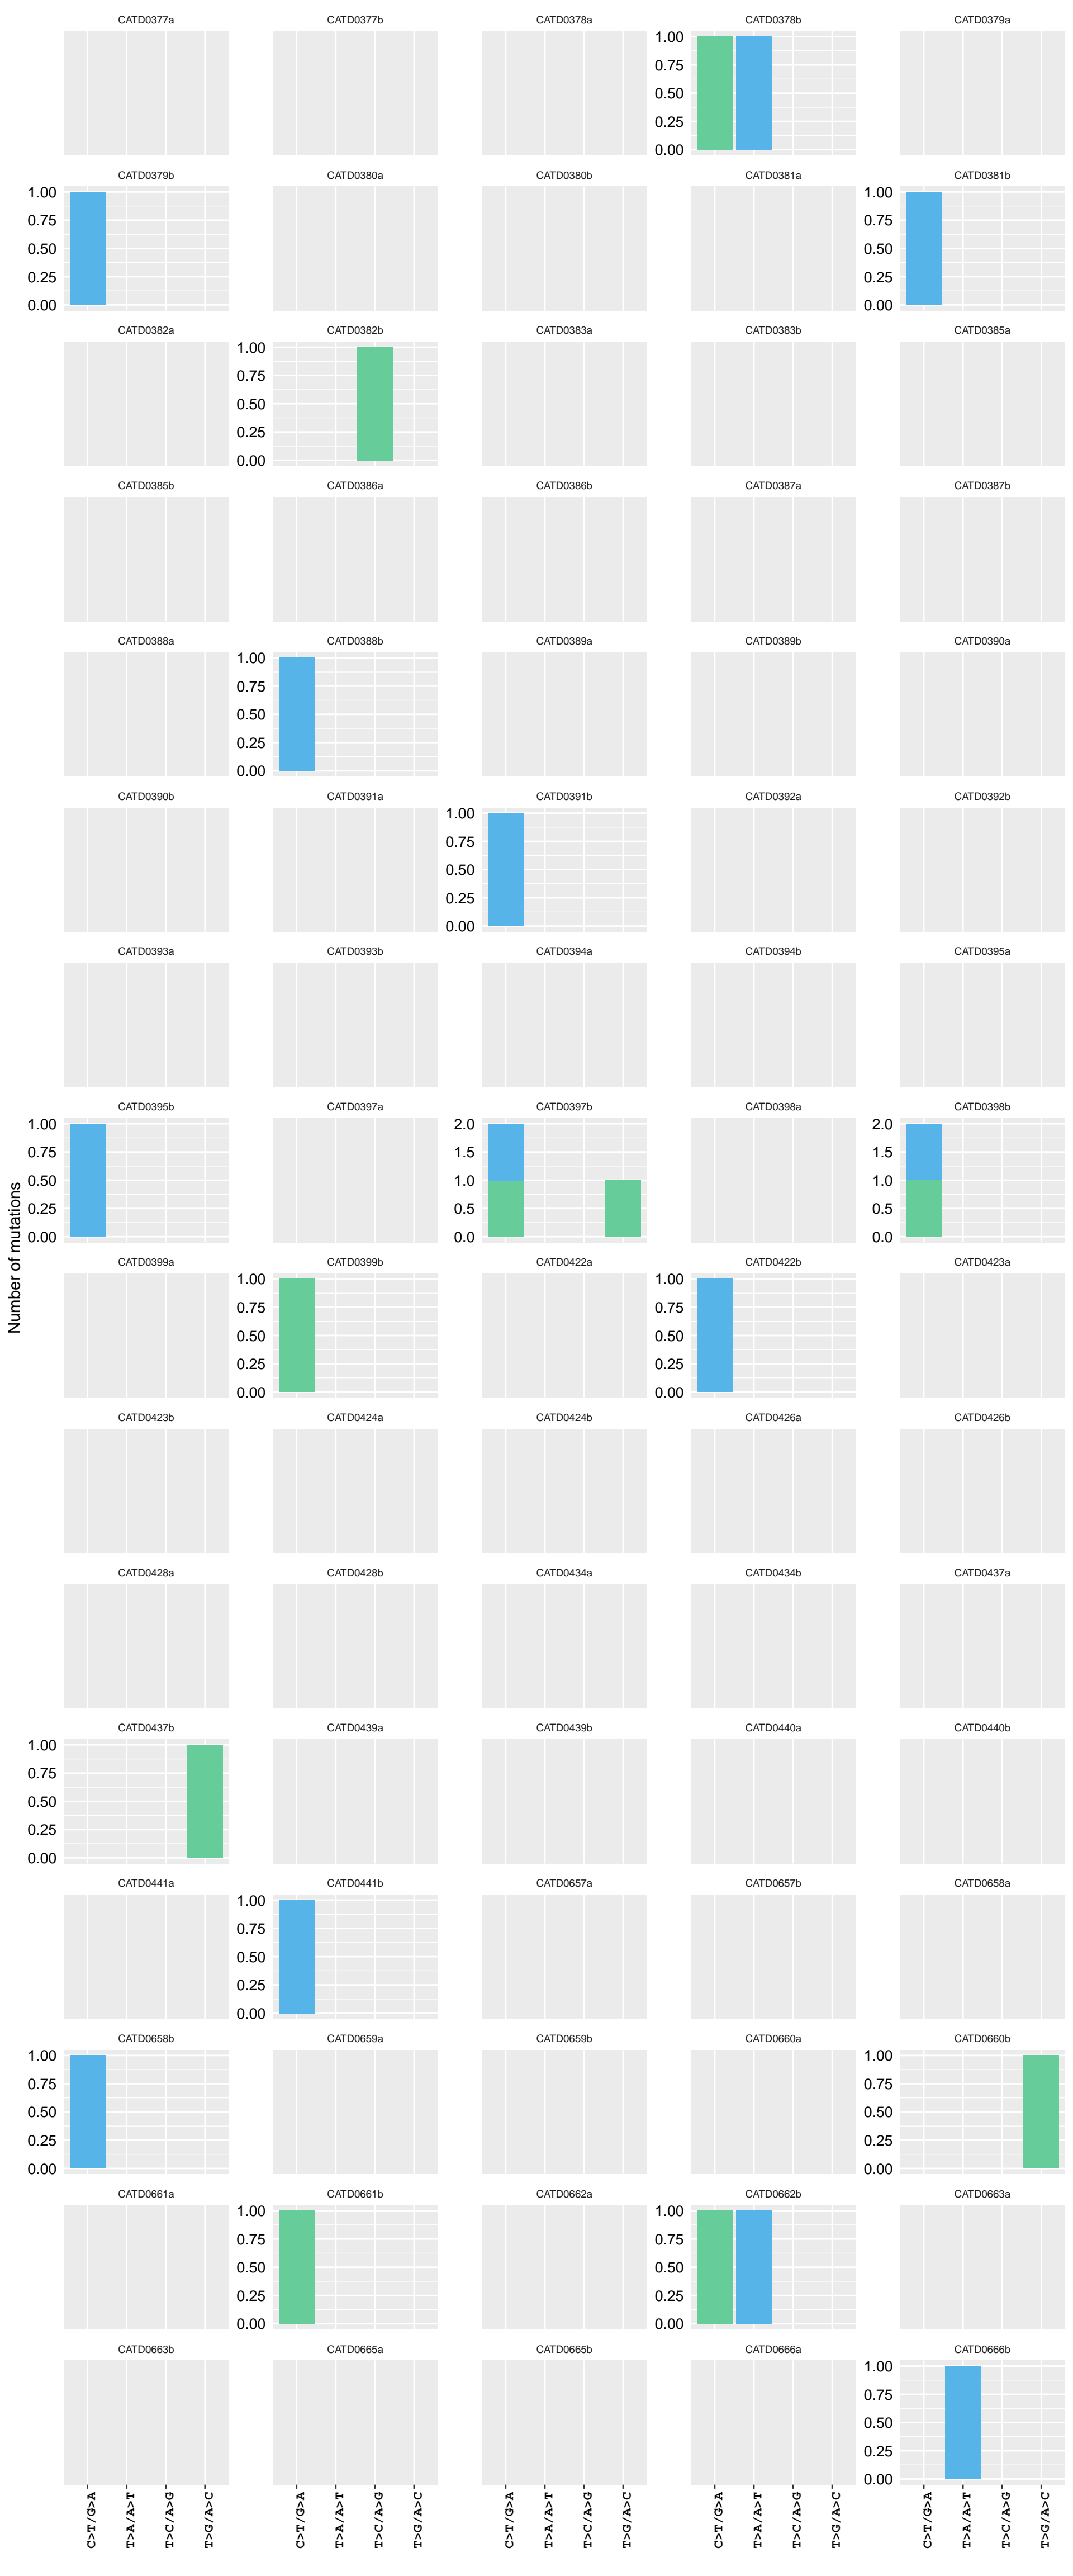 CATD0377a CATD0377b CATD0378a CATD0378b CATD0379a
1.00
0.75
0.50
0.25
0.00
CATD0379b CATD0380a CATD0380b CATD0381a CATD0381b
1.00 1.00
0.75 0.75
0.50 0.50
0.25 0.25
0.00 0.00
CATD0382a CATD0382b CATD0383a CATD0383b CATD0385a
1.00
0.75
0.50
0.25
0.00
CATD0385b CATD0386a CATD0386b CATD0387a CATD0387b
CATD0388a CATD0388b CATD0389a CATD0389b CATD0390a
1.00
0.75
0.50
0.25
0.00
CATD0390b CATD0391a CATD0391b CATD0392a CATD0392b
1.00
0.75
0.50
0.25
0.00
CATD0393a CATD0393b CATD0394a CATD0394b CATD0395a
CATD0395b CATD0397a CATD0397b CATD0398a CATD0398b
1.00 2.0 2.0
0.75 1.5 1.5
0.50 1.0 1.0
0.25 0.5 0.5
0.00 0.0 0.0
Number of mutations
CATD0399a CATD0399b CATD0422a CATD0422b CATD0423a
1.00 1.00
0.75 0.75
0.50 0.50
0.25 0.25
0.00 0.00
CATD0423b CATD0424a CATD0424b CATD0426a CATD0426b
CATD0428a CATD0428b CATD0434a CATD0434b CATD0437a
CATD0437b CATD0439a CATD0439b CATD0440a CATD0440b
1.00
0.75
0.50
0.25
0.00
CATD0441a CATD0441b CATD0657a CATD0657b CATD0658a
1.00
0.75
0.50
0.25
0.00
CATD0658b CATD0659a CATD0659b CATD0660a CATD0660b
1.00 1.00
0.75 0.75
0.50 0.50
0.25 0.25
0.00 0.00
CATD0661a CATD0661b CATD0662a CATD0662b CATD0663a
1.00 1.00
0.75 0.75
0.50 0.50
0.25 0.25
0.00 0.00
CATD0663b CATD0665a CATD0665b CATD0666a CATD0666b
1.00
0.75
0.50
0.25
0.00
C>T/G>A T>A/A>T T>C/A>G T>G/A>C C>T/G>A T>A/A>T T>C/A>G T>G/A>C C>T/G>A T>A/A>T T>C/A>G T>G/A>C C>T/G>A T>A/A>T T>C/A>G T>G/A>C C>T/G>A T>A/A>T T>C/A>G T>G/A>C